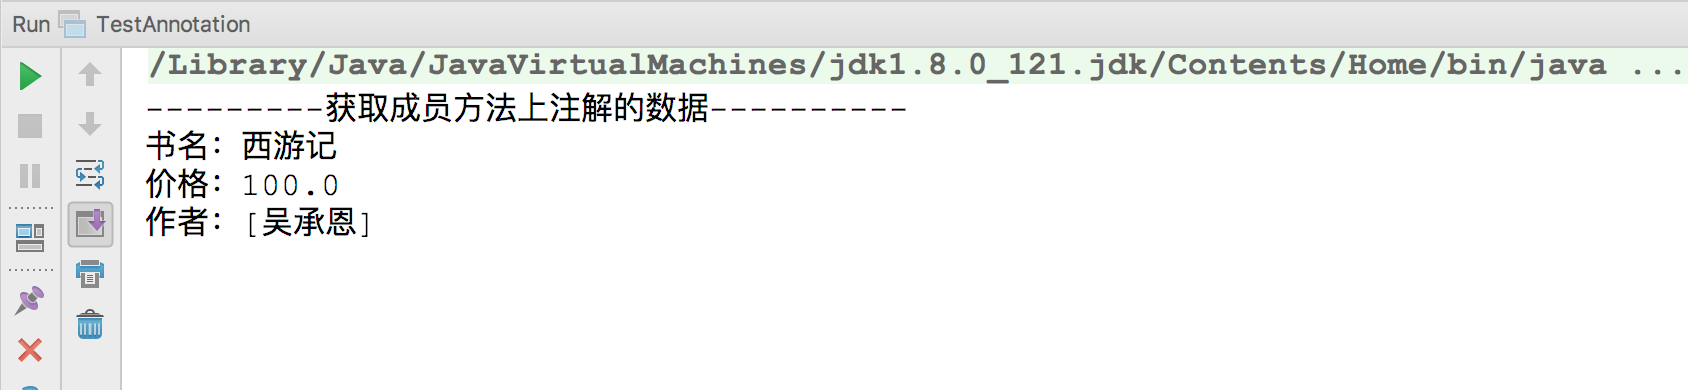 Run TestAnnotation
/Library/Java/JavaVirtualMachines/jdk1.8.0_121.jdk/Contents/Home/bin/java ...
---------获取成员方法上注解的数据----------
书名：西游记
价格：100.0
作者：[吴承恩]